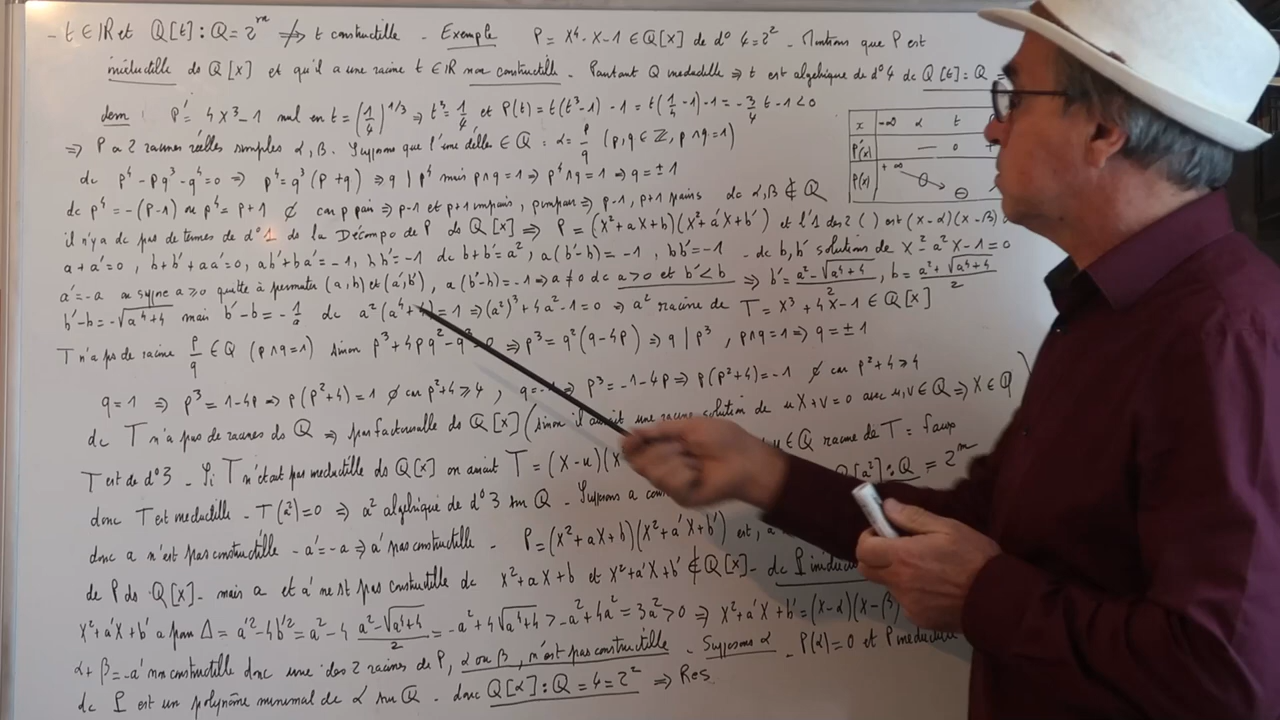 - t ∈ ℝ et ℚ[t] : ℚ = 2^m ⇏ t constructible - Exemple P = X⁴ - X - 1 ∈ ℚ[X] de d° 4 = 2² - Montrons que P est
irréductible ds ℚ[X] et qu'il a une racine t ∈ ℝ non constructible - Pourtant ⇒ t est algébrique de d° 4 dc ℚ[t] : ℚ =
dem : P' = 4X³ - 1 nul en t = (1/4)^1/3 ⇒ t³ = 1/4 et P(t) = t(t³-1) - 1 = t(1/4 - 1) - 1 = -3/4 t - 1 < 0
x -∞ α t
P'(x) — 0 +
P(x) +∞ 0 ⊖
⇒ P a 2 racines réelles simples α, β. Supposons que l'une d'elles ∈ ℚ : α = p/q (p, q ∈ ℤ, p∧q = 1)
dc p⁴ - pq³ - q⁴ = 0 ⇒ p⁴ = q³(p+q) ⇒ q | p⁴ mais p∧q = 1 ⇒ p⁴∧q = 1 ⇒ q = ±1
dc p⁴ = -(p-1) ou p⁴ = p+1 ∅ car p pair ⇒ p-1 et p+1 impairs, p impair ⇒ p-1, p+1 pairs dc α, β ∉ ℚ
il n'y a dc pas de termes de d° 1 ds la Décompo de P ds ℚ[X] ⇒ P = (X²+aX+b)(X²+a'X+b') et l'1 des 2 ( ) est (X-α)(X-β)
a+a' = 0, b+b'+aa' = 0, ab'+ba' = -1, bb' = -1 dc b+b' = a², a(b'-b) = -1, bb' = -1 - dc b, b' solutions de X² - a²X - 1 = 0
a' = -a on suppose a ≥ 0 quitte à permuter (a,b) et (a',b'), a(b'-b) = -1 ⇒ a ≠ 0 dc a > 0 et b' < b ⇒ b' = (a² - √(a⁴+4))/2, b = (a² + √(a⁴+4))/2
b'-b = -√(a⁴+4) mais b'-b = -1/a dc a²(a⁴+4) = 1 ⇒ (a²)³ + 4a² - 1 = 0 ⇒ a² racine de T = X³ + 4X - 1 ∈ ℚ[X]
T n'a ps de racine p/q ∈ ℚ (p∧q = 1) sinon p³ + 4pq² - q³ = 0 ⇒ p³ = q²(q-4p) ⇒ q | p³, p∧q = 1 ⇒ q = ±1
q = 1 ⇒ p³ = 1-4p ⇒ p(p²+4) = 1 ∅ car p²+4 ≥ 4, q = -1 ⇒ p³ = -1-4p ⇒ p(p²+4) = -1 ∅ car p²+4 ≥ 4
dc T n'a pas de racines ds ℚ ⇒ pas factorisable ds ℚ[X] (sinon il aurait une racine solution de uX+v = 0 avec u, v ∈ ℚ ⇒ X ∈ ℚ)
T est de d° 3 - Si T n'était pas irréductible ds ℚ[X] on aurait T = (X-u)(X u ∈ ℚ racine de T = faux
donc T est irréductible - T(a²) = 0 ⇒ a² algébrique de d° 3 sur ℚ - Supposons a ℚ[a²] : ℚ = 2^m
donc a n'est pas constructible - a' = -a ⇒ a' pas constructible - P = (X²+aX+b)(X²+a'X+b') est,
de P ds ℚ[X] - mais a et a' ne st pas constructible dc X²+aX+b et X²+a'X+b' ∉ ℚ[X] - dc P
X²+a'X+b' a pour Δ = a'²-4b'² = a²-4 (a²-√(a⁴+4))/2 = -a²+4√(a⁴+4) > -a²+4a² = 3a² > 0 ⇒ X²+a'X+b' = (X-α)(X-β)
α+β = -a' non constructible donc une des 2 racines de P, α ou β, n'est pas constructible - Supposons α - P(α) = 0 et P irréductible
dc P est un polynôme minimal de α sur ℚ - donc ℚ[α] : ℚ = 4 = 2² ⇒ Res